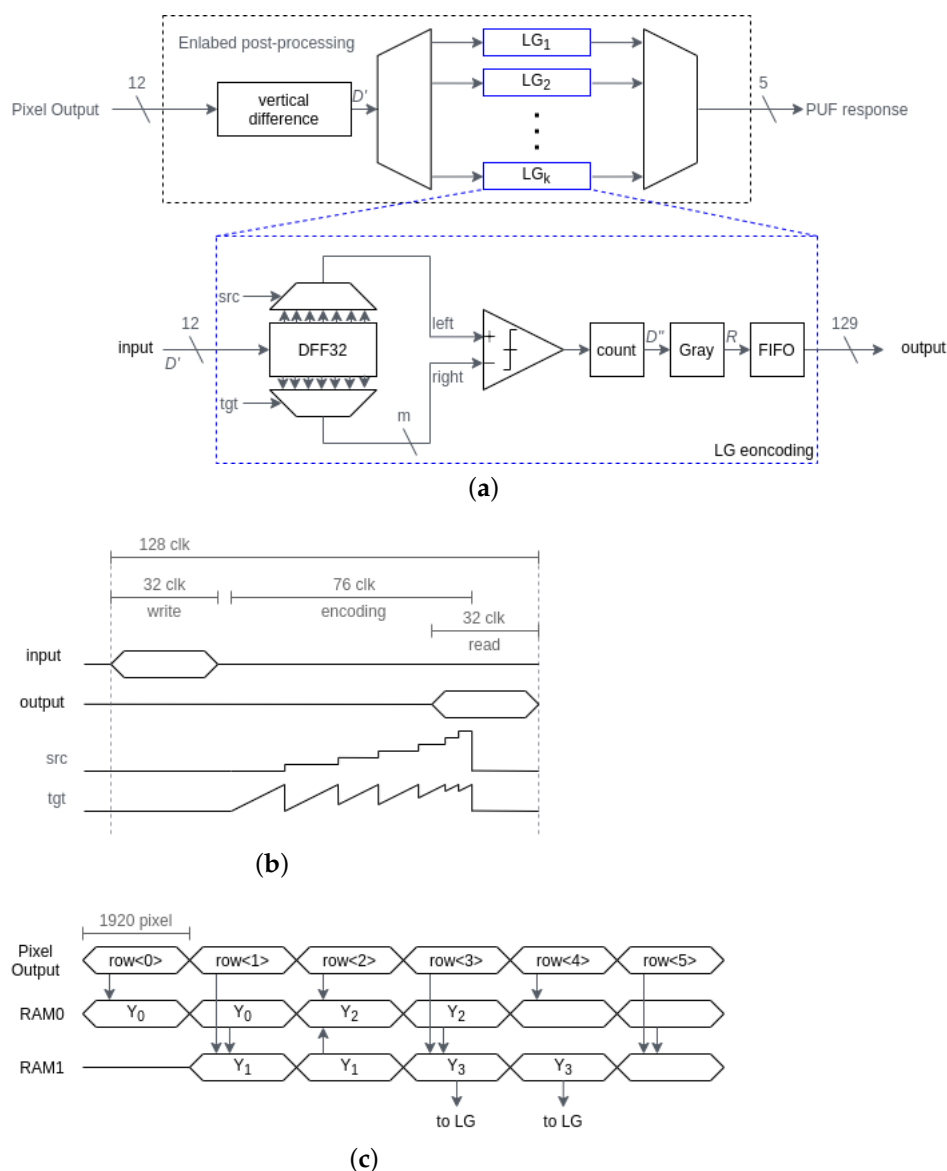 Enlabed post-processing
12
Pixel Output
vertical
difference
D'
LG1
LG2
LGk
5
PUF response
src
12
input
D'
DFF32
tgt
m
left
right
+
−
count
D''
Gray
R
FIFO
129
output
LG eoncoding
(a)
128 clk
32 clk
write
76 clk
encoding
32 clk
read
input
output
src
tgt
(b)
1920 pixel
Pixel
Output
row<0> row<1> row<2> row<3> row<4> row<5>
RAM0 Y0 Y0 Y2 Y2
RAM1 Y1 Y1 Y3 Y3
to LG to LG
(c)